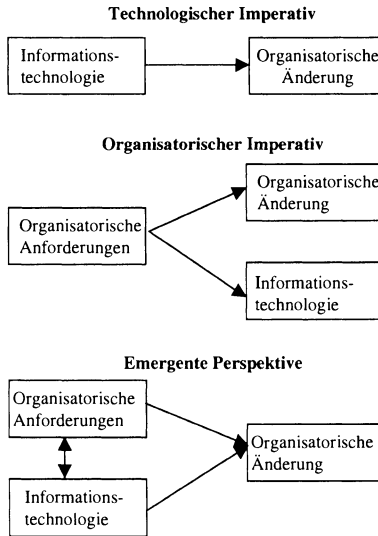 Technologischer Imperativ
Informations-
technologie
Organisatorische
Änderung
Organisatorischer Imperativ
Organisatorische
Anforderungen
Organisatorische
Änderung
Informations-
technologie
Emergente Perspektive
Organisatorische
Anforderungen
Informations-
technologie
Organisatorische
Änderung